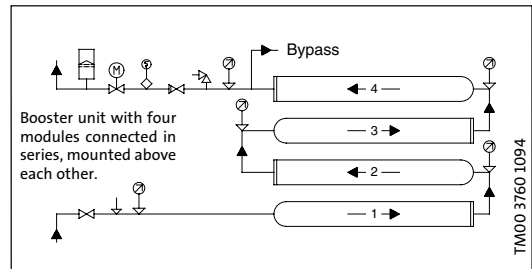 Bypass
M
4
Booster unit with four
modules connected in
series, mounted above
each other.
3
2
1
TM00 3760 1094